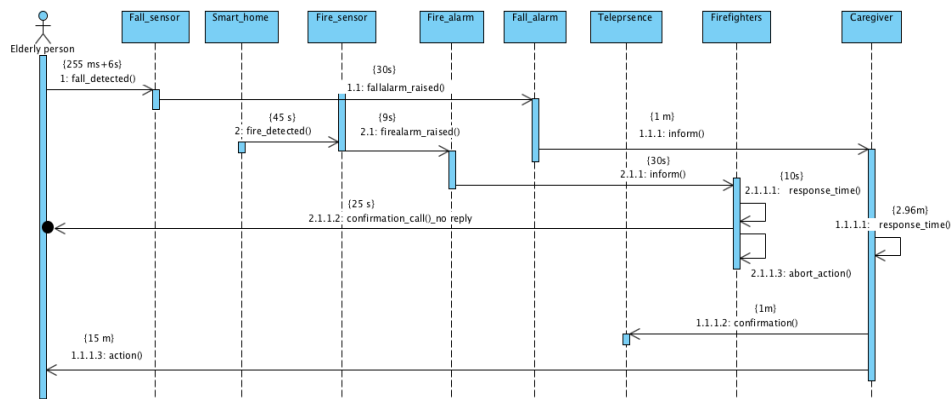 Fall_sensor
Smart_home
Fire_sensor
Fire_alarm
Fall_alarm
Teleprsence
Firefighters
Caregiver
Elderly person
{255 ms+6s}
1: fall_detected()
{30s}
1.1: fallalarm_raised()
{45 s}
2: fire_detected()
{9s}
2.1: firealarm_raised()
{1 m}
1.1.1: inform()
{30s}
2.1.1: inform()
{10s}
2.1.1.1: response_time()
{25 s}
2.1.1.2: confirmation_call()_no reply
{2.96m}
1.1.1.1: response_time()
2.1.1.3: abort_action()
{1m}
1.1.1.2: confirmation()
{15 m}
1.1.1.3: action()